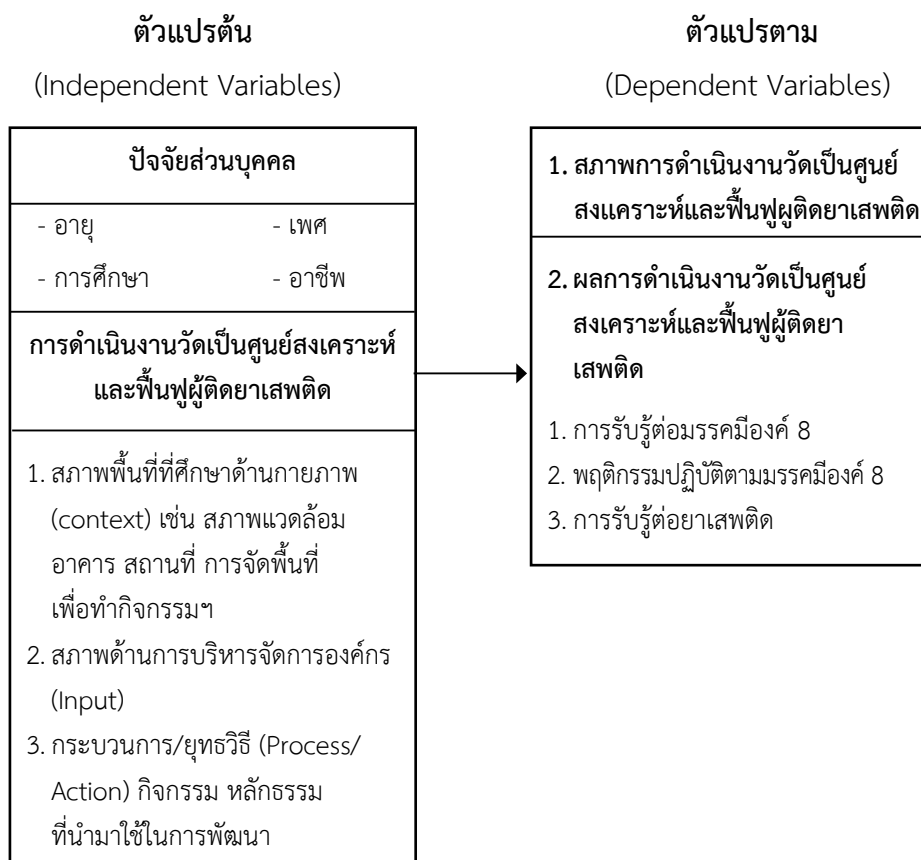 ตัวแปรต้น
(Independent Variables)
ปัจจัยส่วนบุคคล
- อายุ - เพศ
- การศึกษา - อาชีพ
การดำเนินงานวัดเป็นศูนย์สงเคราะห์
และฟื้นฟูผู้ติดยาเสพติด
1. สภาพพื้นที่ที่ศึกษาด้านกายภาพ
(context) เช่น สภาพแวดล้อม
อาคาร สถานที่ การจัดพื้นที่
เพื่อทำกิจกรรมฯ
2. สภาพด้านการบริหารจัดการองค์กร
(Input)
3. กระบวนการ/ยุทธวิธี (Process/
Action) กิจกรรม หลักธรรม
ที่นำมาใช้ในการพัฒนา
ตัวแปรตาม
(Dependent Variables)
1. สภาพการดำเนินงานวัดเป็นศูนย์
สงแคราะห์และฟื้นฟูผูติดยาเสพติด
2. ผลการดำเนินงานวัดเป็นศูนย์
สงเคราะห์และฟื้นฟูผู้ติดยา
เสพติด
1. การรับรู้ต่อมรรคมีองค์ 8
2. พฤติกรรมปฏิบัติตามมรรคมีองค์ 8
3. การรับรู้ต่อยาเสพติด